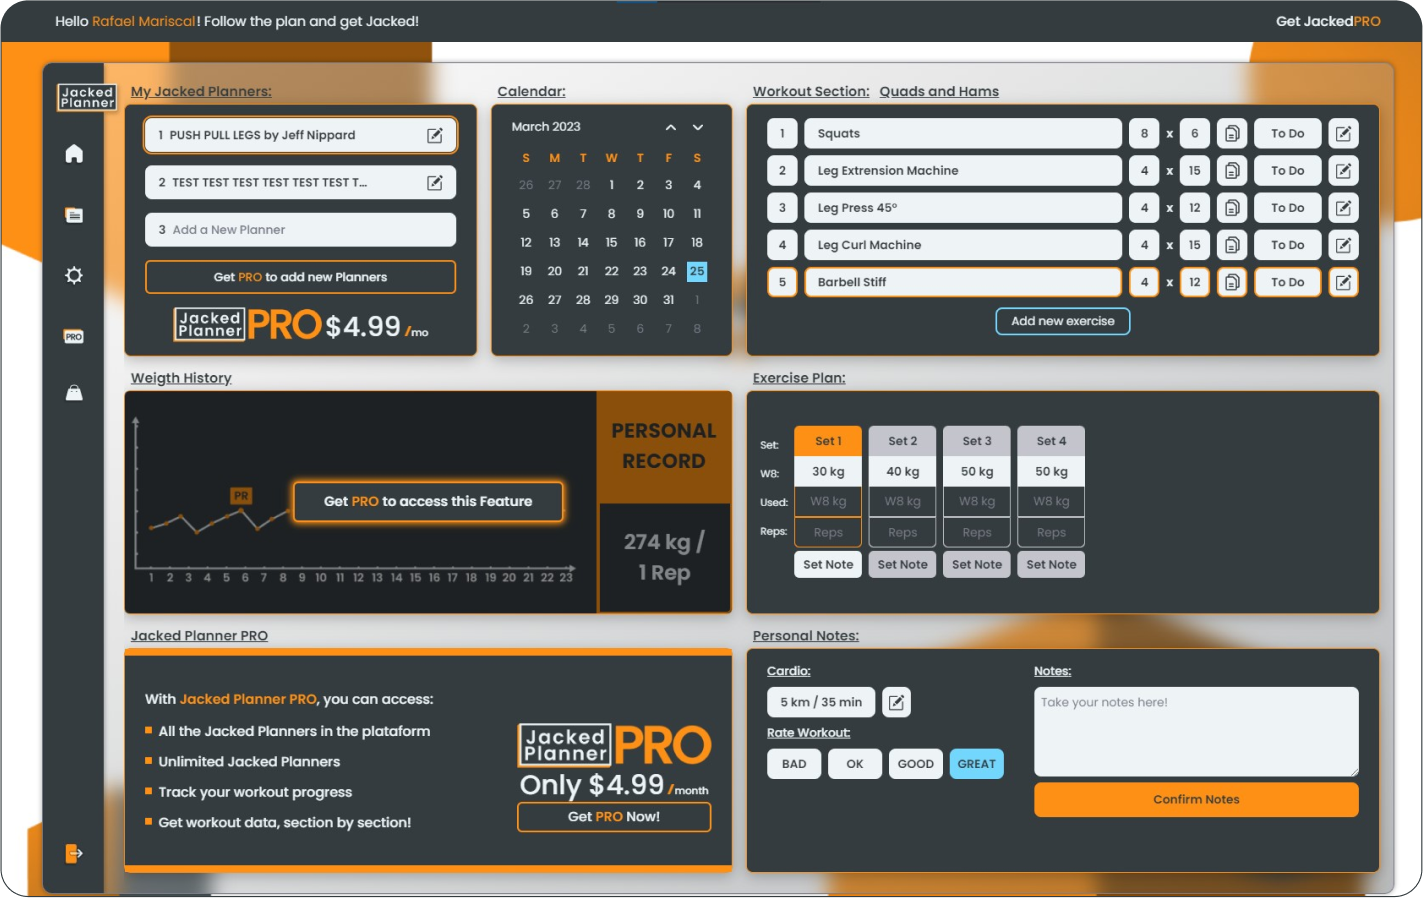 Hello Rafael Mariscal! Follow the plan and get Jacked!
Get JackedPRO
Jacked
Planner
My Jacked Planners:
1 PUSH PULL LEGS by Jeff Nippard
2 TEST TEST TEST TEST TEST TEST T...
3 Add a New Planner
Get PRO to add new Planners
Jacked
Planner PRO $4.99 /mo
Calendar:
March 2023
S M T W T F S
26 27 28 1 2 3 4
5 6 7 8 9 10 11
12 13 14 15 16 17 18
19 20 21 22 23 24 25
26 27 28 29 30 31 1
2 3 4 5 6 7 8
Workout Section: Quads and Hams
1 Squats 8 x 6 To Do
2 Leg Extrension Machine 4 x 15 To Do
3 Leg Press 45º 4 x 12 To Do
4 Leg Curl Machine 4 x 15 To Do
5 Barbell Stiff 4 x 12 To Do
Add new exercise
PRO
Weigth History
PR
Get PRO to access this Feature
1 2 3 4 5 6 7 8 9 10 11 12 13 14 15 16 17 18 19 20 21 22 23
PERSONAL
RECORD
274 kg /
1 Rep
Exercise Plan:
Set: Set 1 Set 2 Set 3 Set 4
W8: 30 kg 40 kg 50 kg 50 kg
Used: W8 kg W8 kg W8 kg W8 kg
Reps: Reps Reps Reps Reps
Set Note Set Note Set Note Set Note
Jacked Planner PRO
With Jacked Planner PRO, you can access:
All the Jacked Planners in the plataform
Unlimited Jacked Planners
Track your workout progress
Get workout data, section by section!
Jacked
Planner PRO
Only $4.99 /month
Get PRO Now!
Personal Notes:
Cardio:
5 km / 35 min
Rate Workout:
BAD OK GOOD GREAT
Notes:
Take your notes here!
Confirm Notes